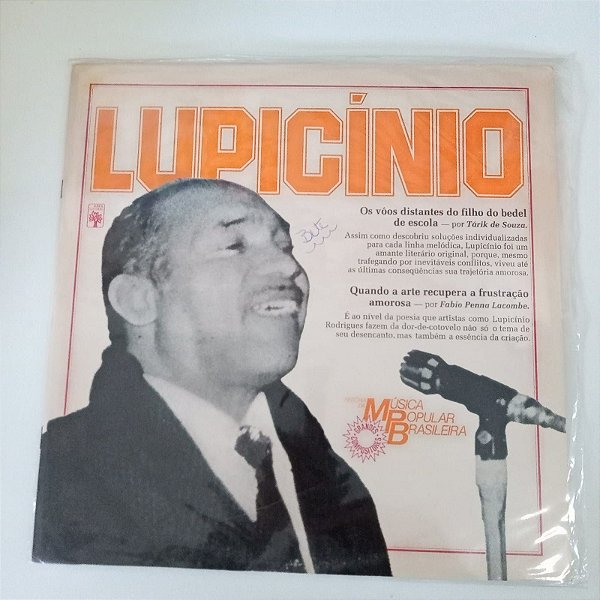 LUPICÍNIO
Os vôos distantes do filho do bedel
de escola — por Tárik de Souza.
Assim como descobriu soluções individualizadas
para cada linha melódica, Lupicínio foi um
amante literário original, porque, mesmo
trafegando por inevitáveis conflitos, viveu até
as últimas conseqüências sua trajetória amorosa.
Quando a arte recupera a frustração
amorosa — por Fabio Penna Lacombe.
É ao nível da poesia que artistas como Lupicínio
Rodrigues fazem da dor-de-cotovelo não só o tema de
seu desencanto, mas também a essência da criação.
MÚSICA
POPULAR
BRASILEIRA
GRANDES
COMPOSITORES